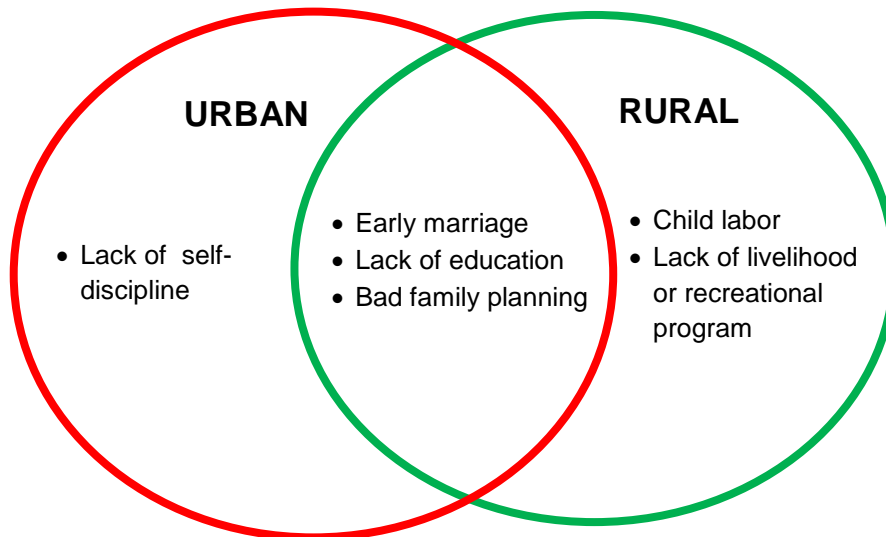 URBAN
RURAL
• Lack of self-
discipline
• Early marriage
• Lack of education
• Bad family planning
• Child labor
• Lack of livelihood
or recreational
program